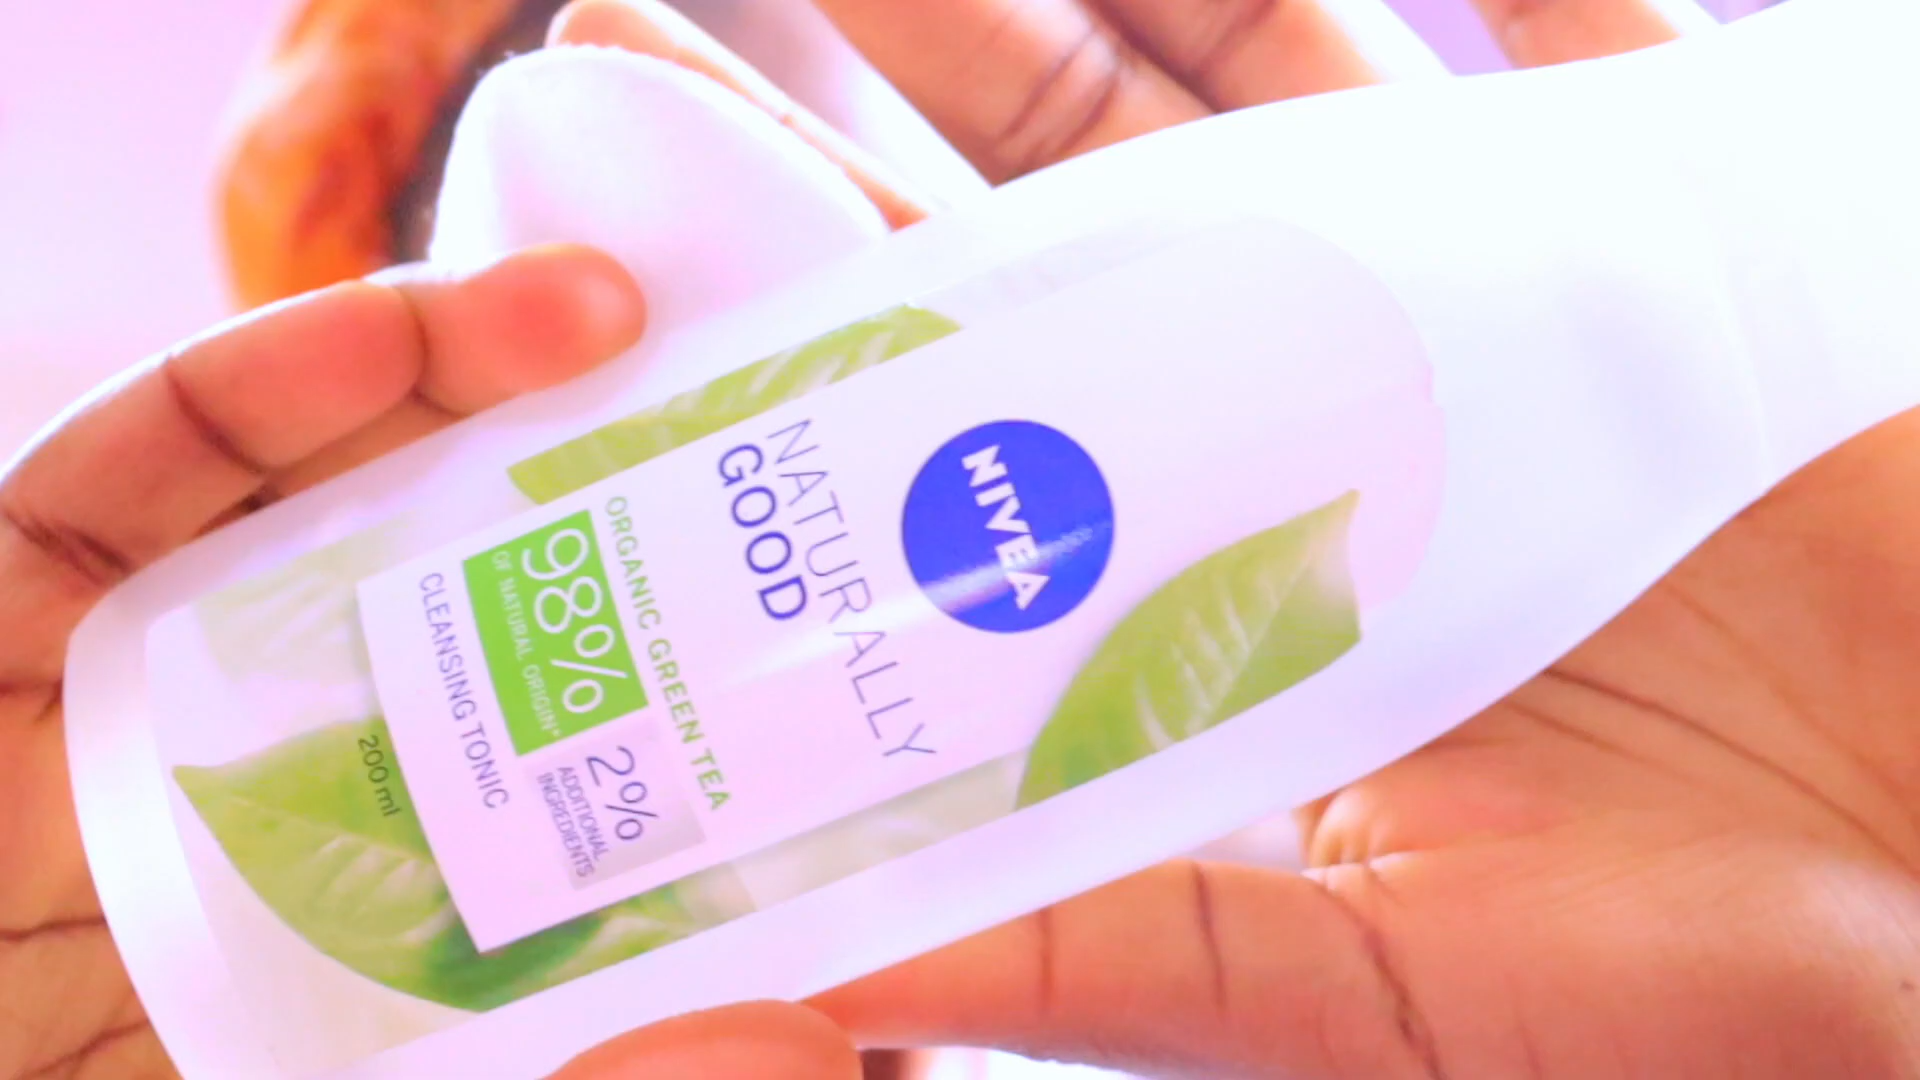 NIVEA
NATURALLY
GOOD
ORGANIC GREEN TEA
98%
OF NATURAL ORIGIN*
2%
ADDITIONAL
INGREDIENTS
CLEANSING TONIC
200 ml